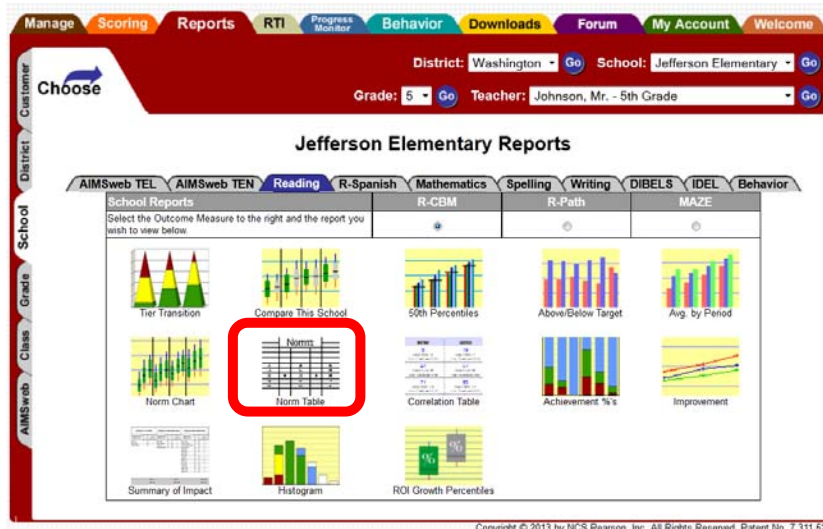 Manage Scoring Reports RTI Progress Monitor Behavior Downloads Forum My Account Welcome
District: Washington Go School: Jefferson Elementary Go
Choose
Grade: 5 Go Teacher: Johnson, Mr. - 5th Grade Go
Customer
District
School
Grade
Class
AIMSweb
Jefferson Elementary Reports
AIMSweb TEL AIMSweb TEN Reading R-Spanish Mathematics Spelling Writing DIBELS IDEL Behavior
School Reports R-CBM R-Path MAZE
Select the Outcome Measure to the right and the report you
wish to view below.
Tier Transition Compare This School 50th Percentiles Above/Below Target Avg. by Period
Norms
Norm Chart Norm Table Correlation Table Achievement %'s Improvement
% %
Summary of Impact Histogram ROI Growth Percentiles
Copyright © 2013 by NCS Pearson, Inc. All Rights Reserved. Patent No. 7,311,5